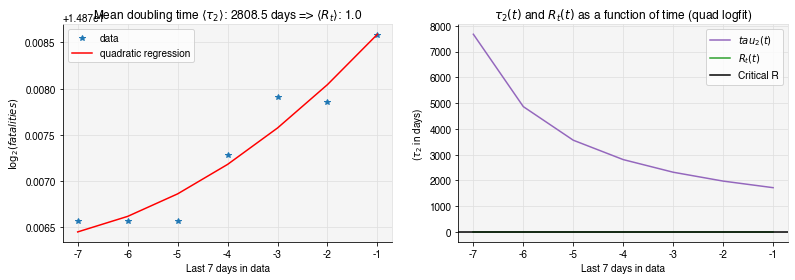 Mean doubling time ⟨τ₂⟩: 2808.5 days => ⟨Rₜ⟩: 1.0
data
quadratic regression
0.0085
0.0080
0.0075
0.0070
0.0065
log₂(fatalities)
-7 -6 -5 -4 -3 -2 -1
Last 7 days in data
τ₂(t) and Rₜ(t) as a function of time (quad logfit)
tau₂(t)
Rₜ(t)
Critical R
8000
7000
6000
5000
4000
3000
2000
1000
0
(τ₂ in days)
-7 -6 -5 -4 -3 -2 -1
Last 7 days in data